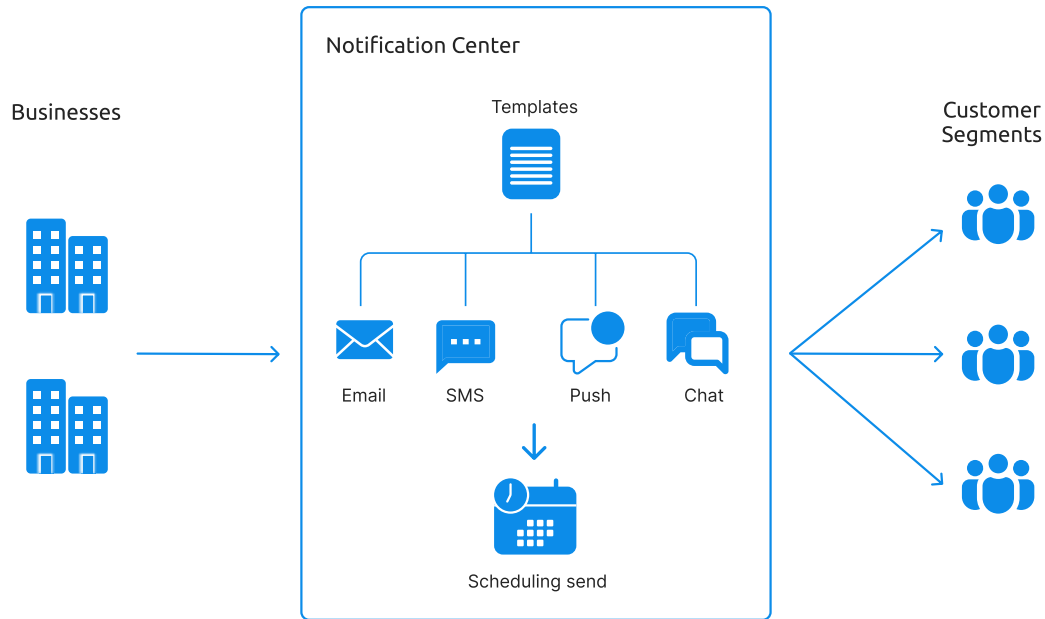 Notification Center
Businesses
Templates
Customer
Segments
Email
SMS
Push
Chat
Scheduling send